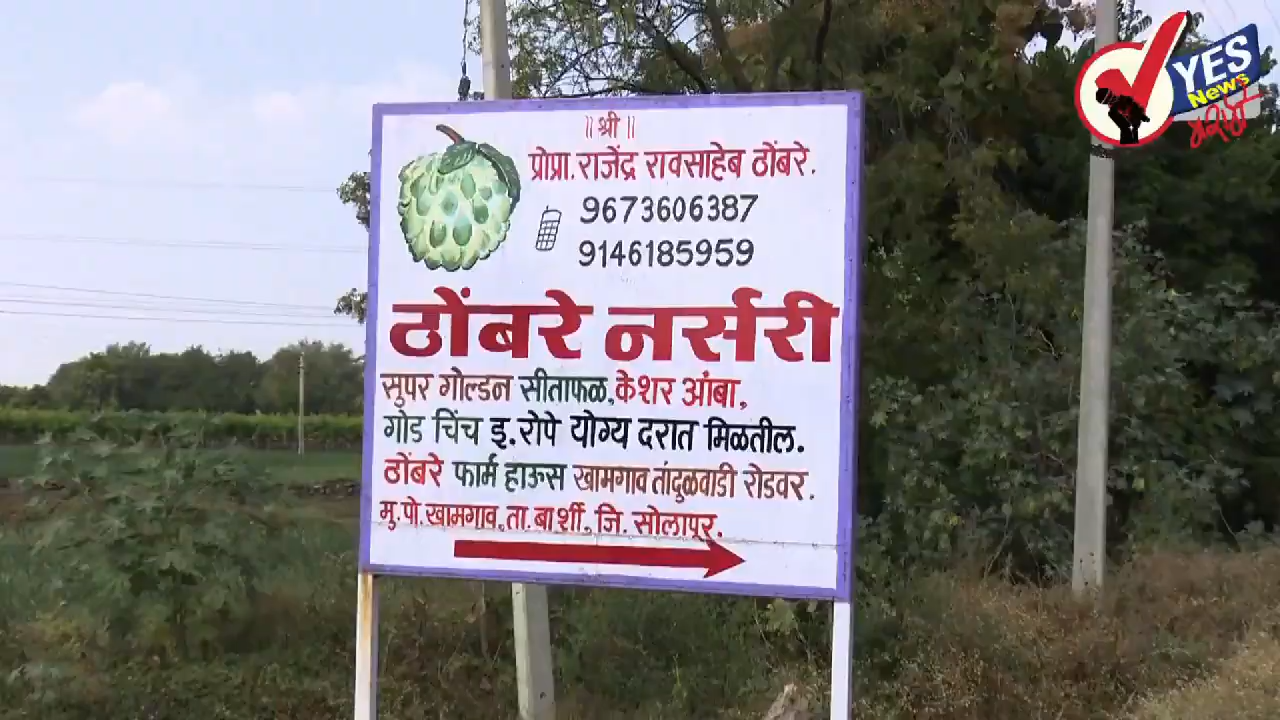 ॥ श्री ॥
प्रोप्रा. राजेंद्र रावसाहेब ठोंबरे.
9673606387
9146185959
ठोंबरे नर्सरी
सुपर गोल्डन सीताफळ, केशर आंबा,
गोड चिंच इ. रोपे योग्य दरात मिळतील.
ठोंबरे फार्म हाऊस खामगाव तांदुळवाडी रोडवर.
मु. पो. खामगाव, ता. बार्शी, जि. सोलापूर.
YES
News
मराठी